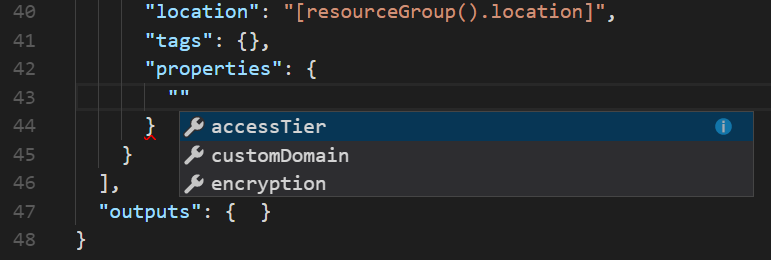 40 "location": "[resourceGroup().location]",
41 "tags": {},
42 "properties": {
43 ""
44 }
accessTier
45 }
customDomain
46 ],
encryption
47 "outputs": {  }
48 }